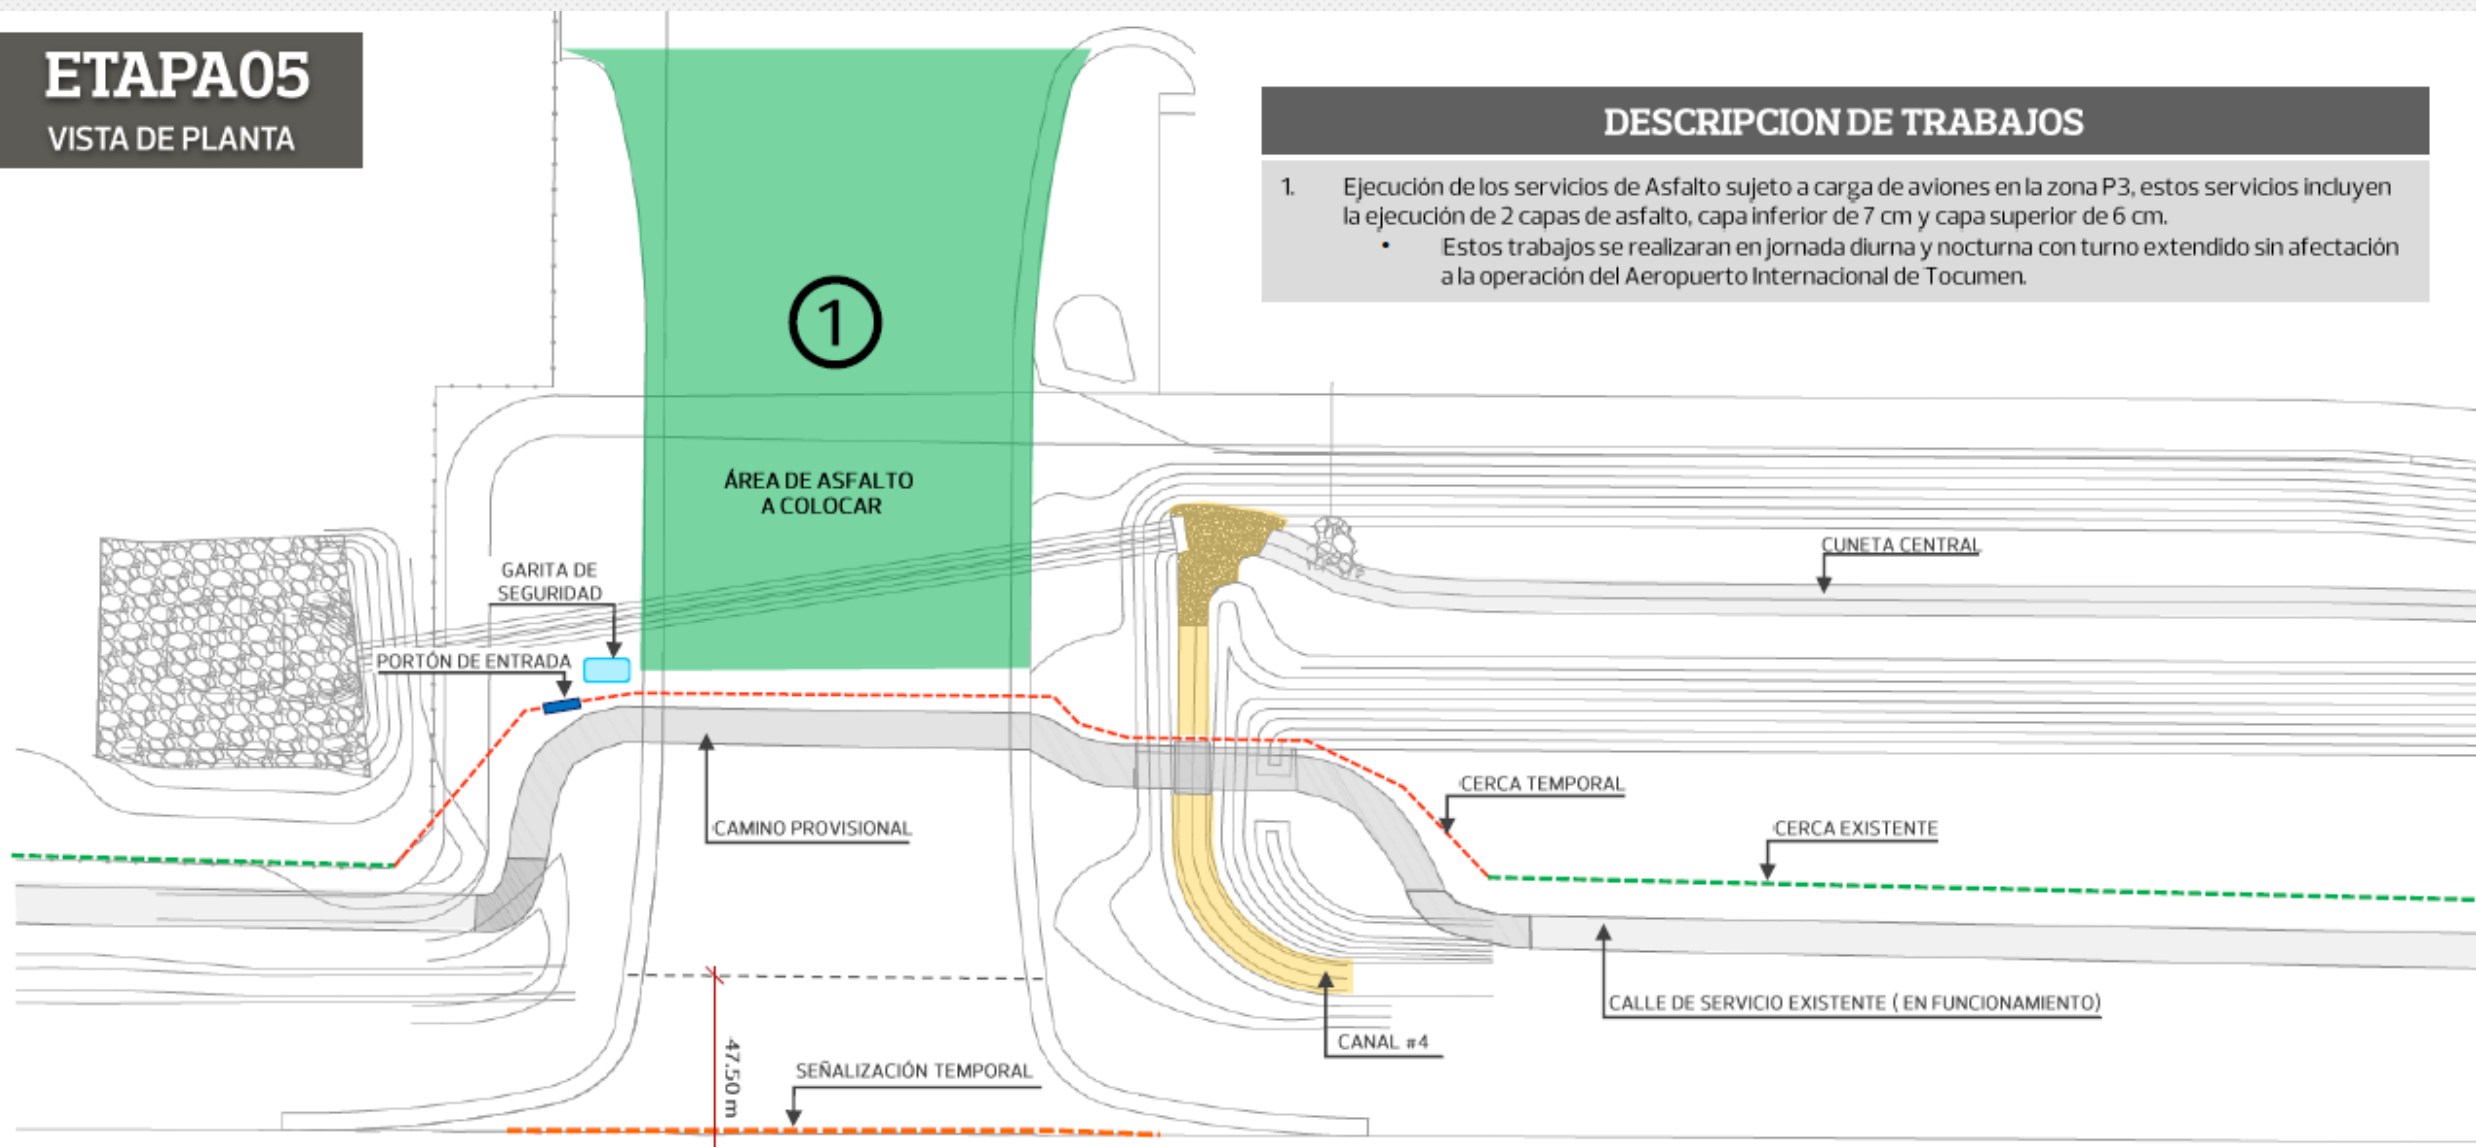 ETAPA05
VISTA DE PLANTA
DESCRIPCION DE TRABAJOS
1. Ejecución de los servicios de Asfalto sujeto a carga de aviones en la zona P3, estos servicios incluyen
la ejecución de 2 capas de asfalto, capa inferior de 7 cm y capa superior de 6 cm.
• Estos trabajos se realizaran en jornada diurna y nocturna con turno extendido sin afectación
a la operación del Aeropuerto Internacional de Tocumen.
1
ÁREA DE ASFALTO
A COLOCAR
GARITA DE
SEGURIDAD
PORTÓN DE ENTRADA
CUNETA CENTRAL
CERCA TEMPORAL
CAMINO PROVISIONAL
CERCA EXISTENTE
CALLE DE SERVICIO EXISTENTE ( EN FUNCIONAMIENTO)
CANAL #4
47.50 m
SEÑALIZACIÓN TEMPORAL